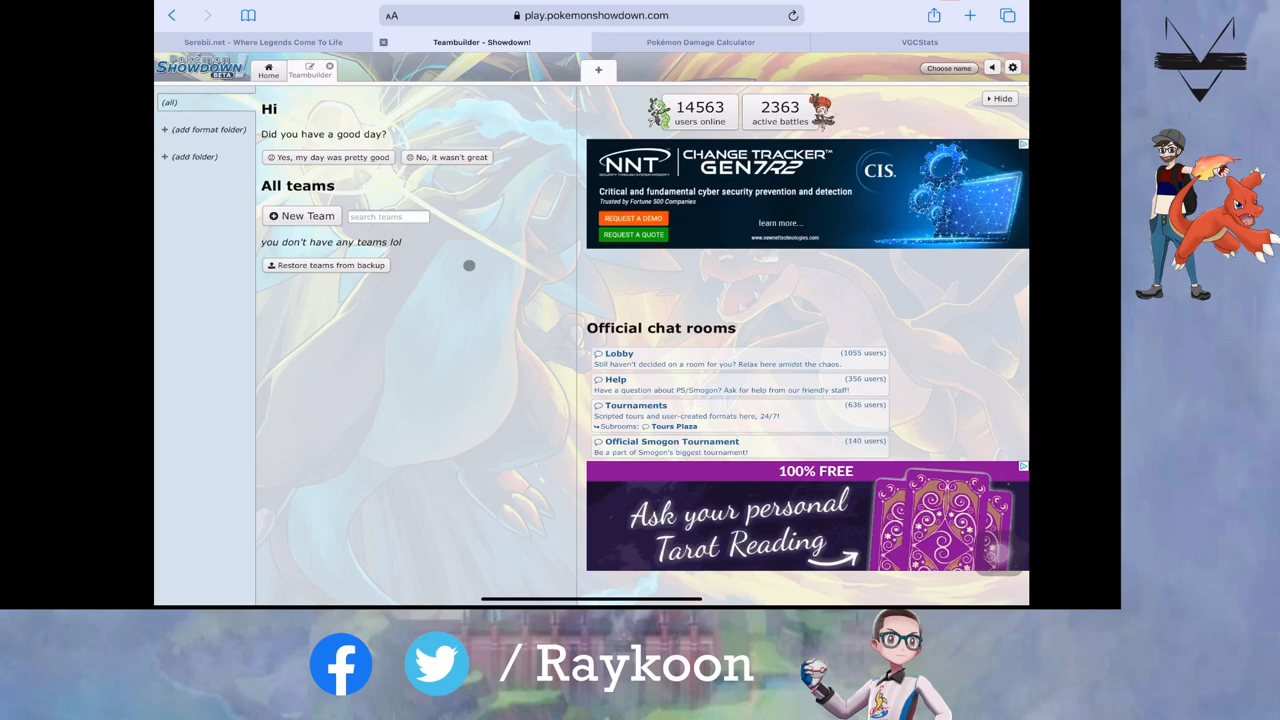 AA
play.pokemonshowdown.com
Serebii.net - Where Legends Come To Life
Teambuilder - Showdown!
Pokémon Damage Calculator
VGCStats
Pokémon
SHOWDOWN
BETA
Home
Teambuilder
+
Choose name
(all)
+ (add format folder)
+ (add folder)
Hi
Did you have a good day?
Yes, my day was pretty good
No, it wasn't great
All teams
New Team
search teams
you don't have any teams lol
Restore teams from backup
14563
users online
2363
active battles
Hide
NNT
CHANGE TRACKER™
GEN7R2
CIS.
Critical and fundamental cyber security prevention and detection
Trusted by Fortune 500 Companies
REQUEST A DEMO
REQUEST A QUOTE
learn more...
www.newnettechnologies.com
Official chat rooms
Lobby (1055 users)
Still haven't decided on a room for you? Relax here amidst the chaos.
Help (356 users)
Have a question about PS/Smogon? Ask for help from our friendly staff!
Tournaments (636 users)
Scripted tours and user-created formats here, 24/7!
Subrooms: Tours Plaza
Official Smogon Tournament (140 users)
Be a part of Smogon's biggest tournament!
100% FREE
Ask your personal
Tarot Reading
/ Raykoon